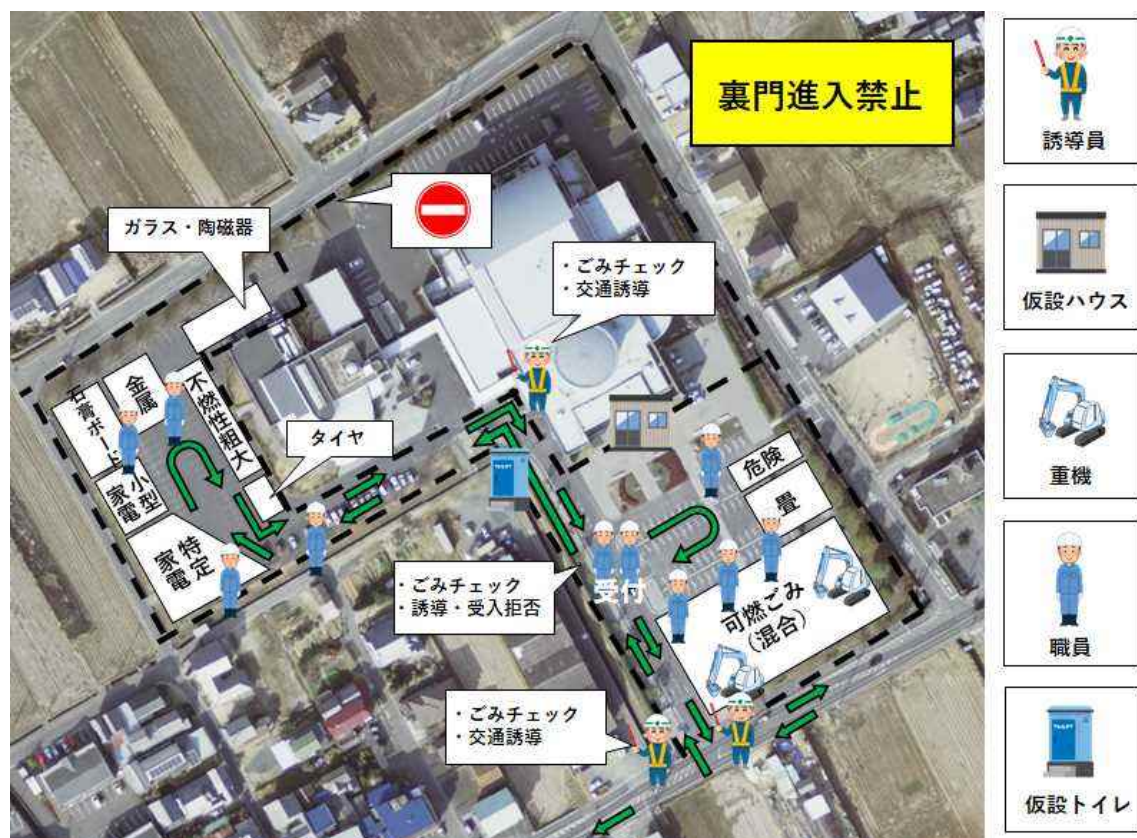 裏門進入禁止
ガラス・陶磁器
・ごみチェック
・交通誘導
石膏ボード
金属
不燃性粗大
タイヤ
小型
家電
特定
家電
危険
畳
・ごみチェック
・誘導・受入拒否
受付
可燃ごみ
(混合)
・ごみチェック
・交通誘導
誘導員
仮設ハウス
重機
職員
TOILET
仮設トイレ